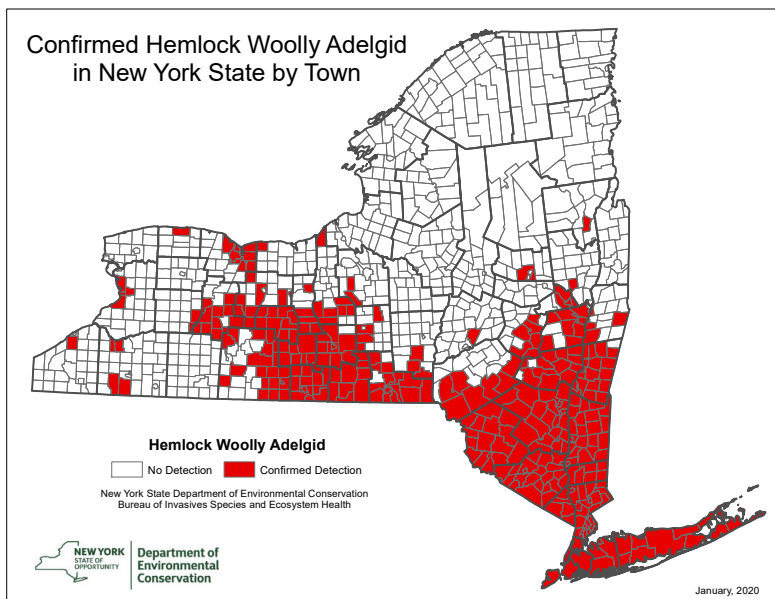 Confirmed Hemlock Woolly Adelgid
in New York State by Town
Hemlock Woolly Adelgid
No Detection
Confirmed Detection
New York State Department of Environmental Conservation
Bureau of Invasives Species and Ecosystem Health
NEW YORK
STATE OF
OPPORTUNITY
Department of
Environmental
Conservation
January, 2020